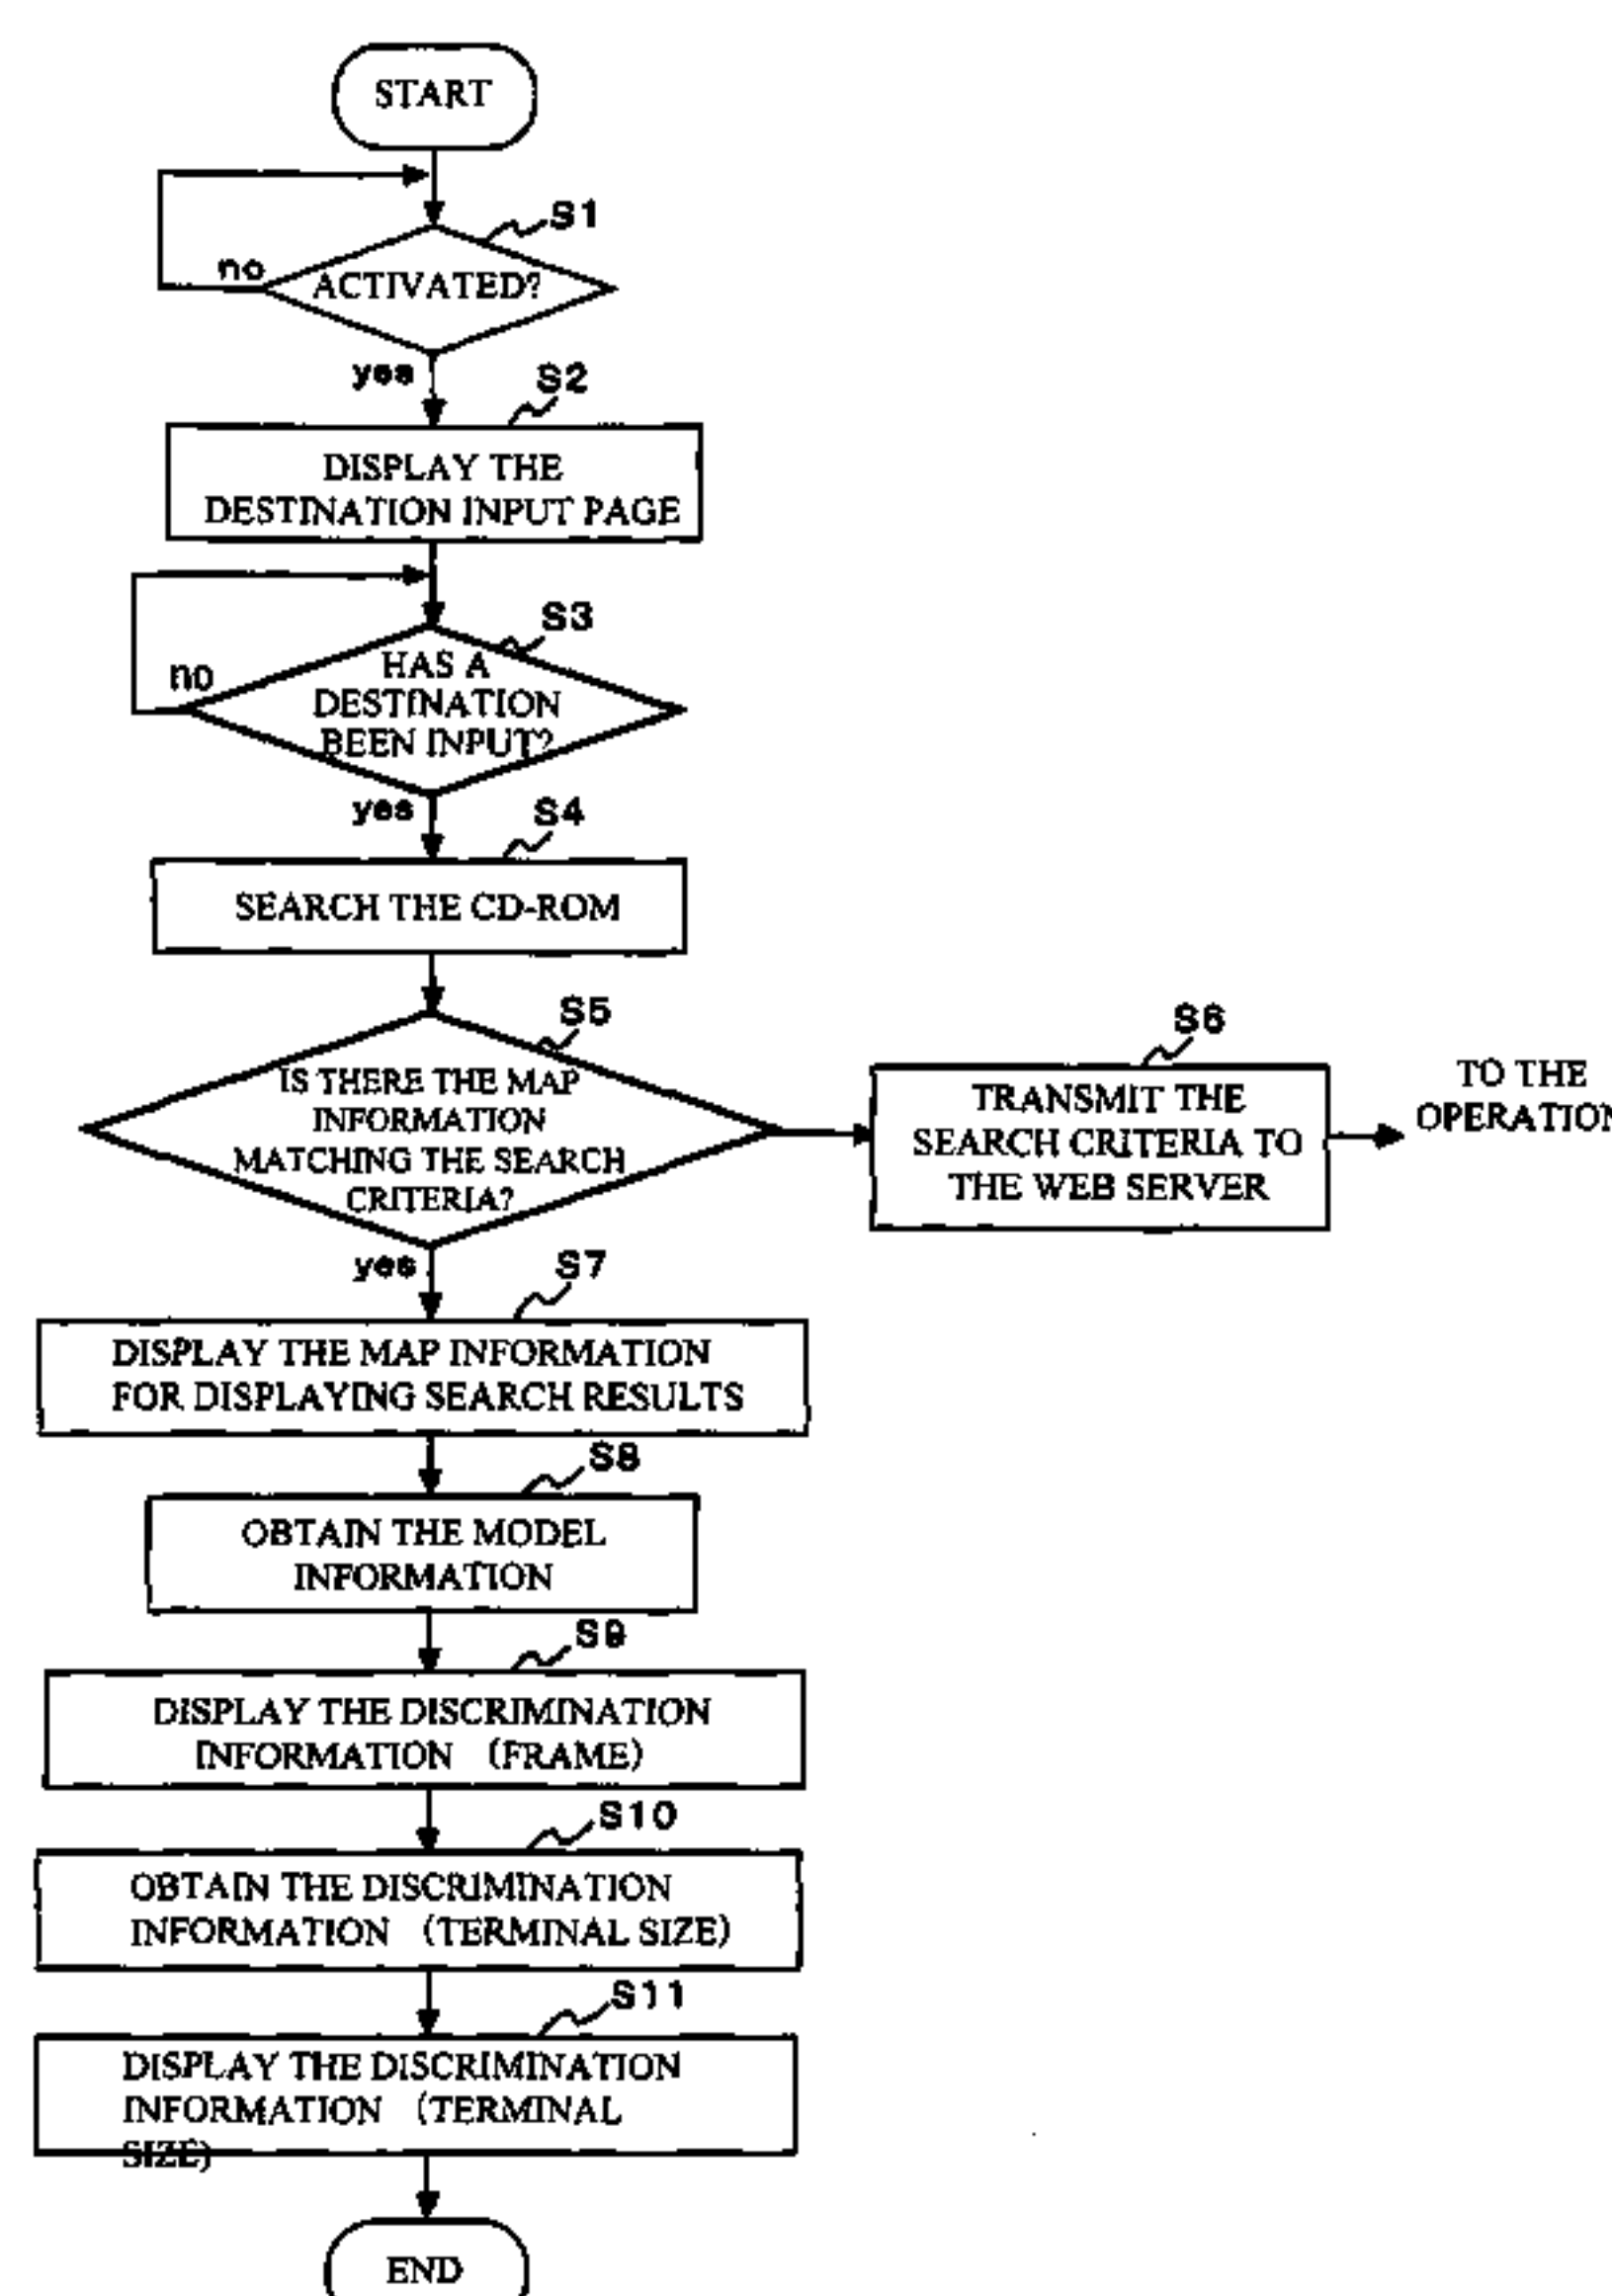 START
S1
no
ACTIVATED?
yes
S2
DISPLAY THE
DESTINATION INPUT PAGE
S3
no
HAS A
DESTINATION
BEEN INPUT?
yes
S4
SEARCH THE CD-ROM
S5
IS THERE THE MAP
INFORMATION
MATCHING THE SEARCH
CRITERIA?
S6
TRANSMIT THE
SEARCH CRITERIA TO
THE WEB SERVER
TO THE
OPERATION
yes
S7
DISPLAY THE MAP INFORMATION
FOR DISPLAYING SEARCH RESULTS
S8
OBTAIN THE MODEL
INFORMATION
S9
DISPLAY THE DISCRIMINATION
INFORMATION (FRAME)
S10
OBTAIN THE DISCRIMINATION
INFORMATION (TERMINAL SIZE)
S11
DISPLAY THE DISCRIMINATION
INFORMATION (TERMINAL
SIZE)
END